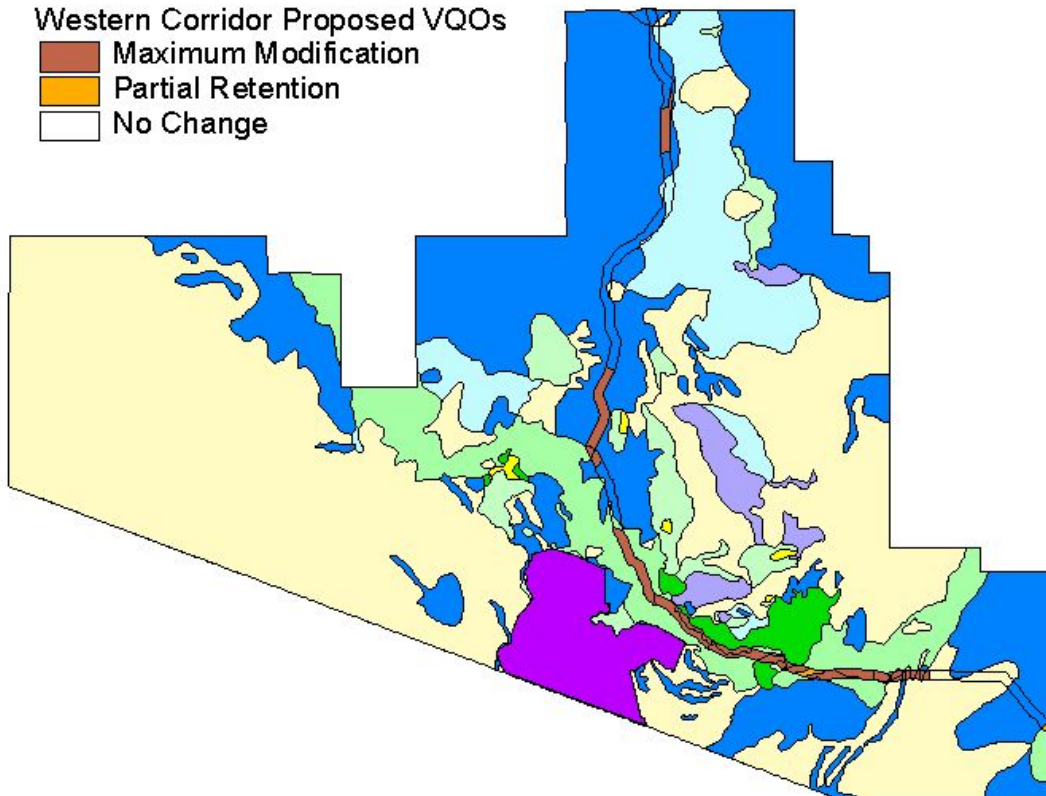 Western Corridor Proposed VQOs
Maximum Modification
Partial Retention
No Change